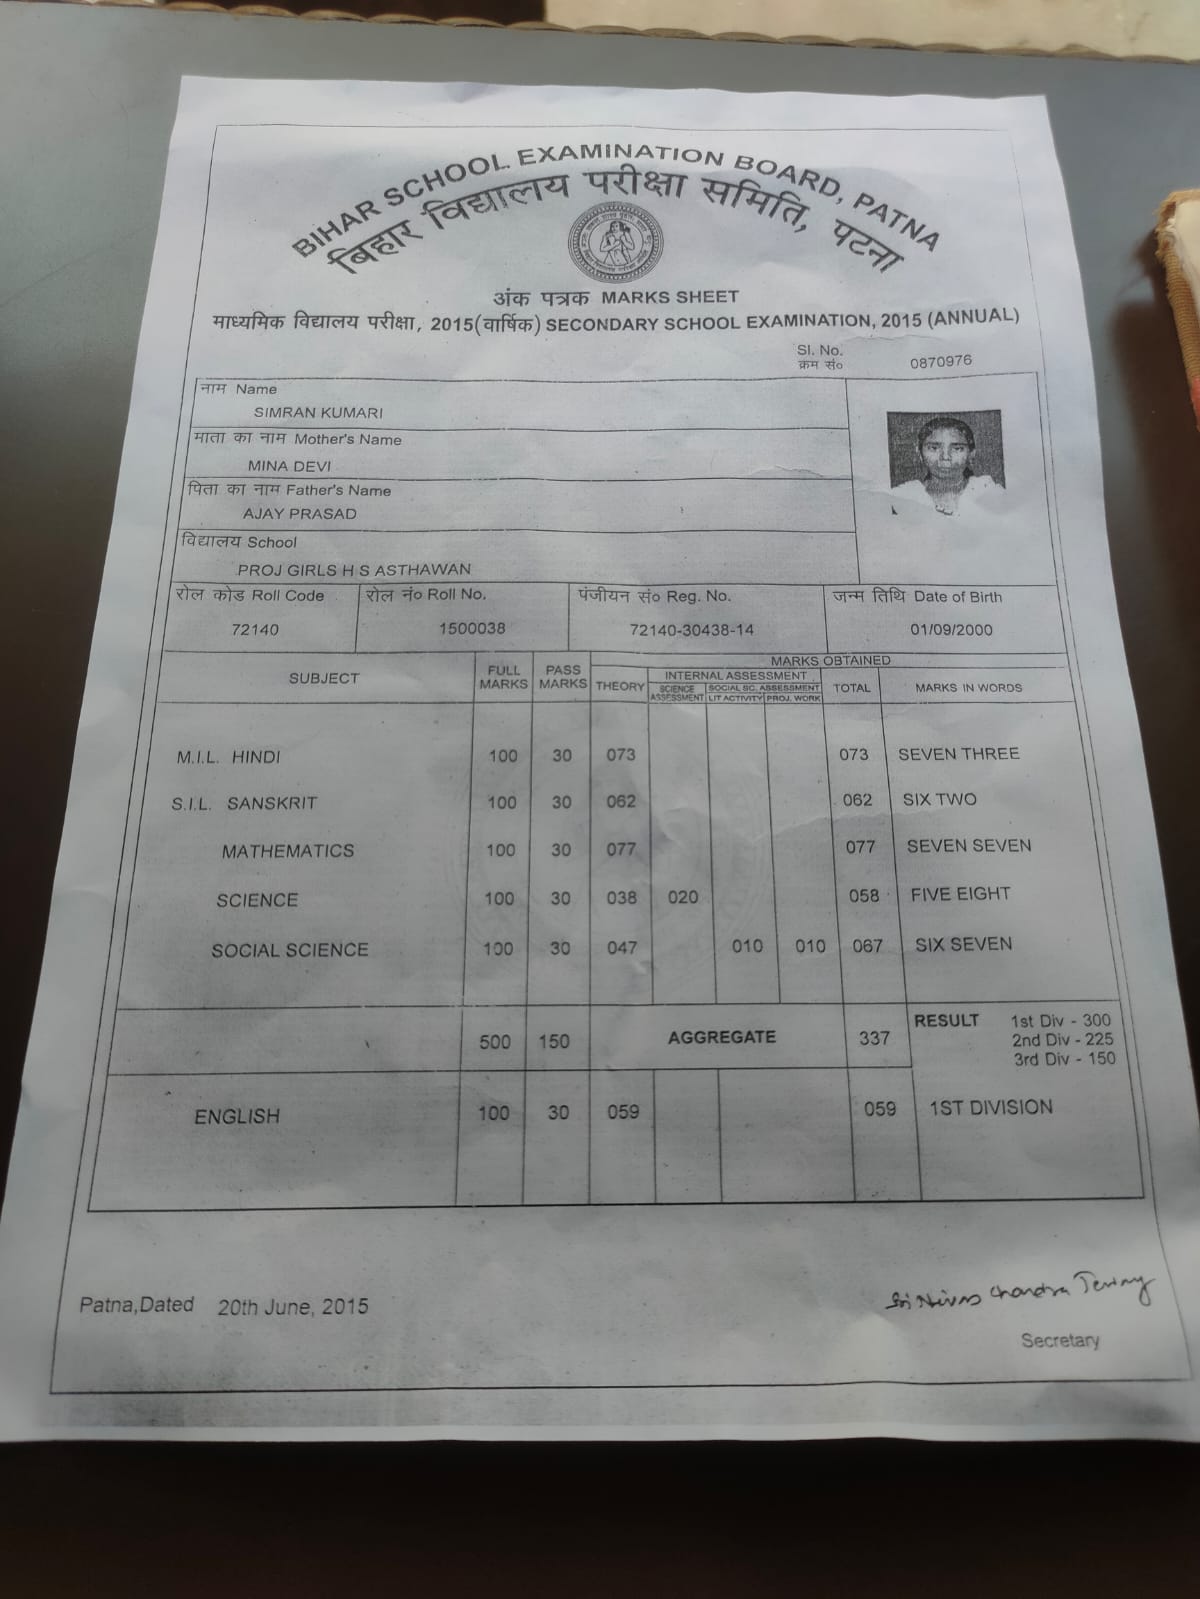 BIHAR SCHOOL EXAMINATION BOARD, PATNA
बिहार विद्यालय परीक्षा समिति, पटना
अंक पत्रक MARKS SHEET
माध्यमिक विद्यालय परीक्षा, 2015(वार्षिक) SECONDARY SCHOOL EXAMINATION, 2015 (ANNUAL)
SI. No.
क्रम सं० 0870976
नाम Name
SIMRAN KUMARI
माता का नाम Mother's Name
MINA DEVI
पिता का नाम Father's Name
AJAY PRASAD
विद्यालय School
PROJ GIRLS H S ASTHAWAN
रोल कोड Roll Code रोल नं० Roll No. पंजीयन सं० Reg. No. जन्म तिथि Date of Birth
72140 1500038 72140-30438-14 01/09/2000
MARKS OBTAINED
SUBJECT FULL MARKS PASS MARKS THEORY INTERNAL ASSESSMENT TOTAL MARKS IN WORDS
SCIENCE ASSESSMENT SOCIAL SC. ASSESSMENT
LIT ACTIVITY PROJ. WORK
M.I.L. HINDI 100 30 073 073 SEVEN THREE
S.I.L. SANSKRIT 100 30 062 062 SIX TWO
MATHEMATICS 100 30 077 077 SEVEN SEVEN
SCIENCE 100 30 038 020 058 FIVE EIGHT
SOCIAL SCIENCE 100 30 047 010 010 067 SIX SEVEN
500 150 AGGREGATE 337 RESULT 1st Div - 300
2nd Div - 225
3rd Div - 150
ENGLISH 100 30 059 059 1ST DIVISION
Patna,Dated 20th June, 2015
Chandra
Secretary